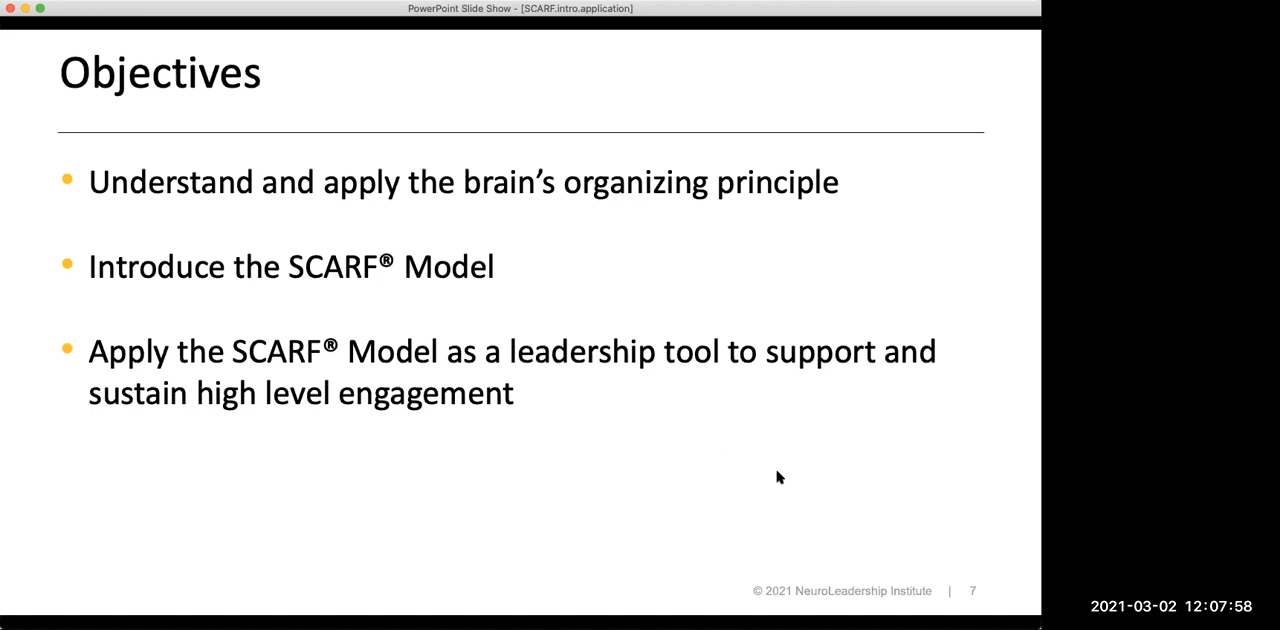 PowerPoint Slide Show - [SCARF.intro.application]
Objectives
• Understand and apply the brain’s organizing principle
• Introduce the SCARF® Model
• Apply the SCARF® Model as a leadership tool to support and
sustain high level engagement
© 2021 NeuroLeadership Institute | 7
2021-03-02 12:07:58